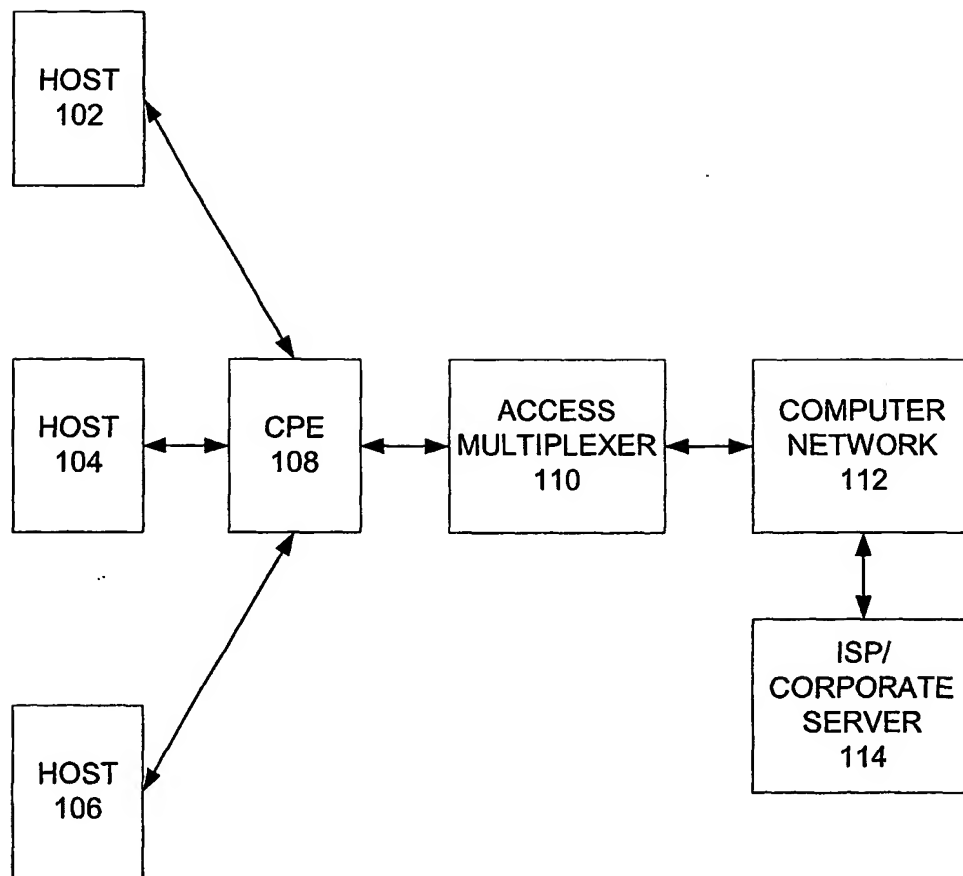 HOST
102
HOST
104
CPE
108
ACCESS
MULTIPLEXER
110
COMPUTER
NETWORK
112
ISP/
CORPORATE
SERVER
114
HOST
106